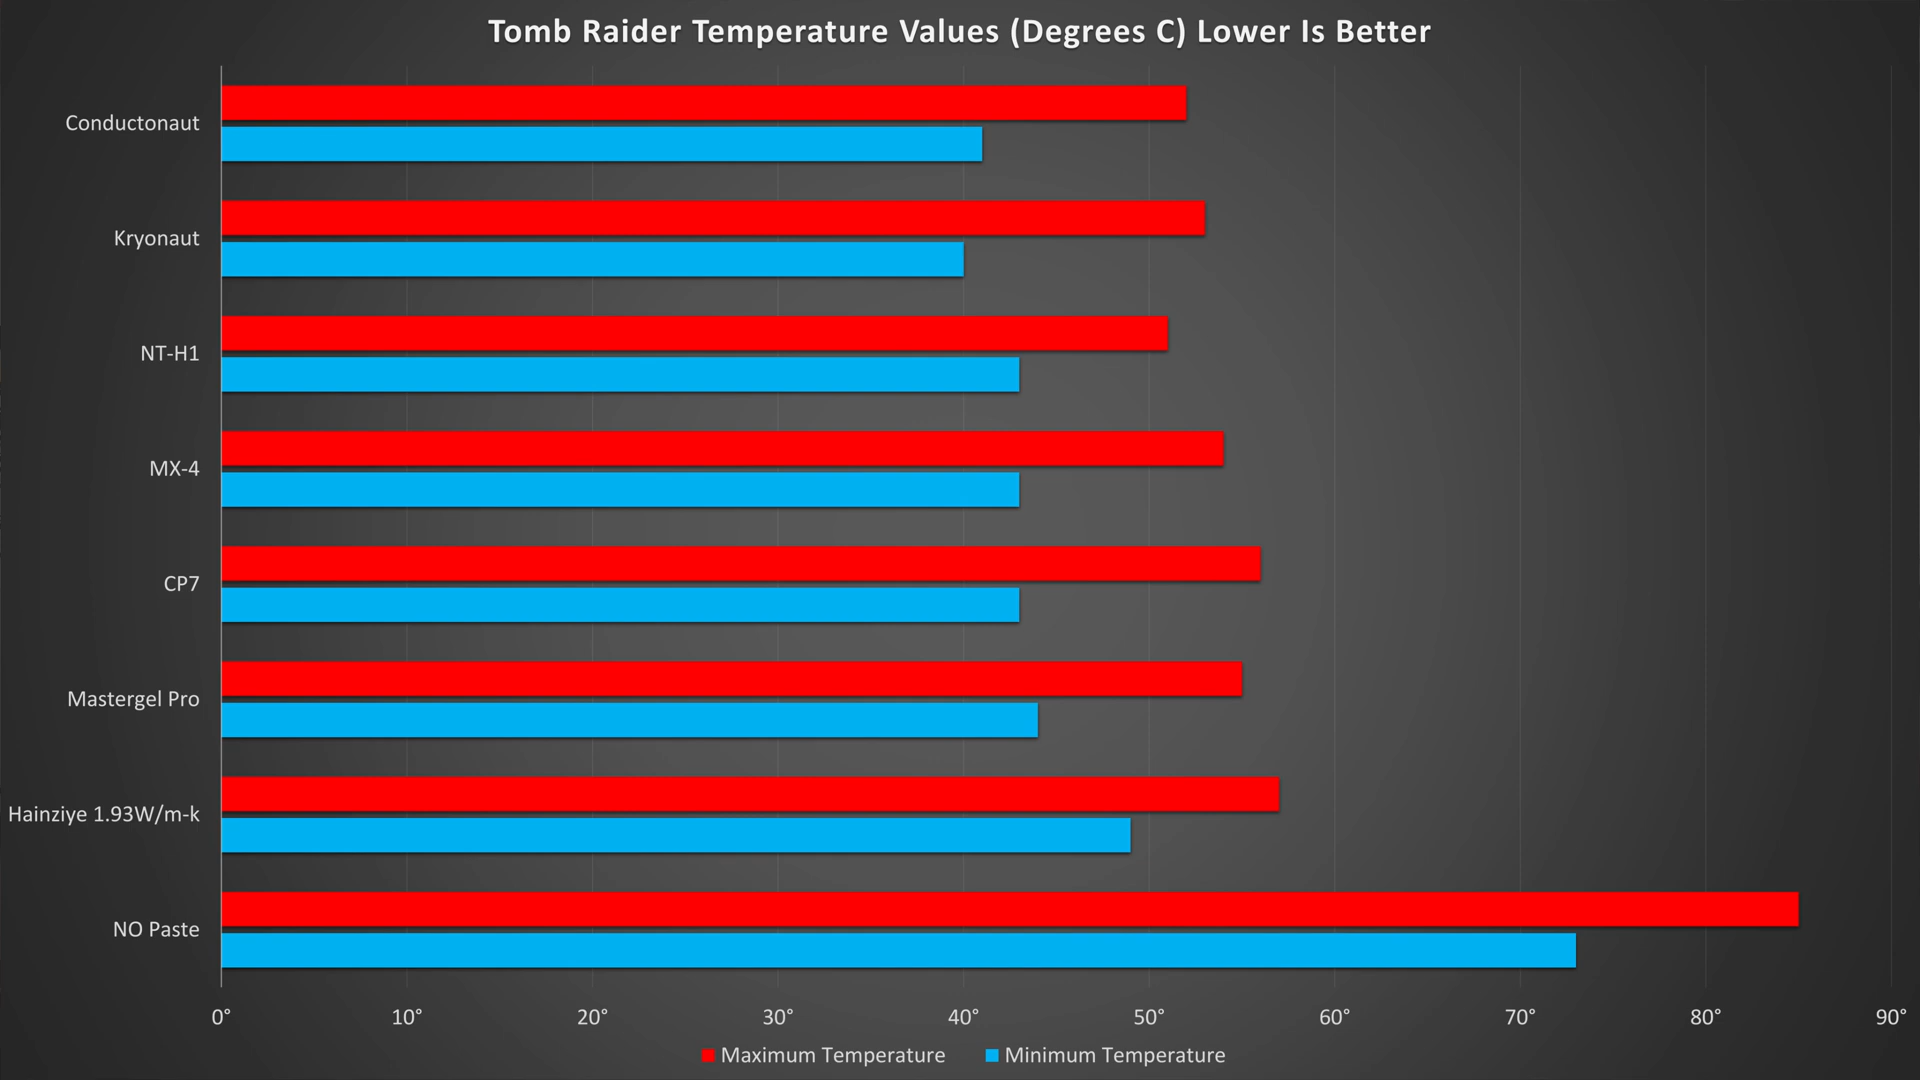 Tomb Raider Temperature Values (Degrees C) Lower Is Better
Conductonaut
Kryonaut
NT-H1
MX-4
CP7
Mastergel Pro
Hainziye 1.93W/m-k
NO Paste
0° 10° 20° 30° 40° 50° 60° 70° 80° 90°
Maximum Temperature Minimum Temperature